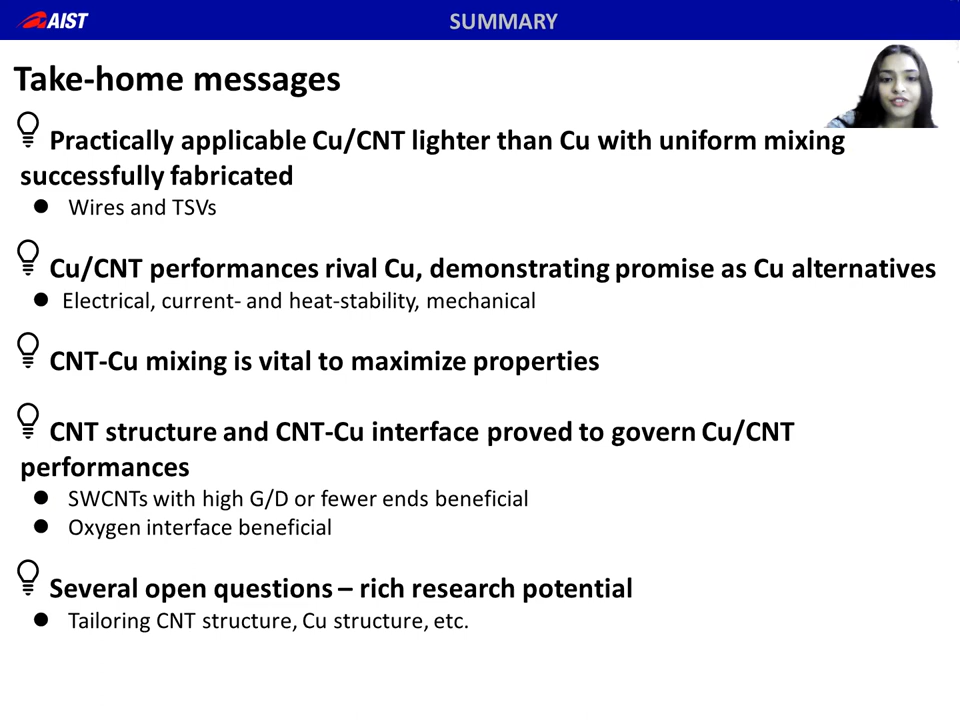 AIST
SUMMARY
Take-home messages
Practically applicable Cu/CNT lighter than Cu with uniform mixing
successfully fabricated
● Wires and TSVs
Cu/CNT performances rival Cu, demonstrating promise as Cu alternatives
● Electrical, current- and heat-stability, mechanical
CNT-Cu mixing is vital to maximize properties
CNT structure and CNT-Cu interface proved to govern Cu/CNT
performances
● SWCNTs with high G/D or fewer ends beneficial
● Oxygen interface beneficial
Several open questions – rich research potential
● Tailoring CNT structure, Cu structure, etc.